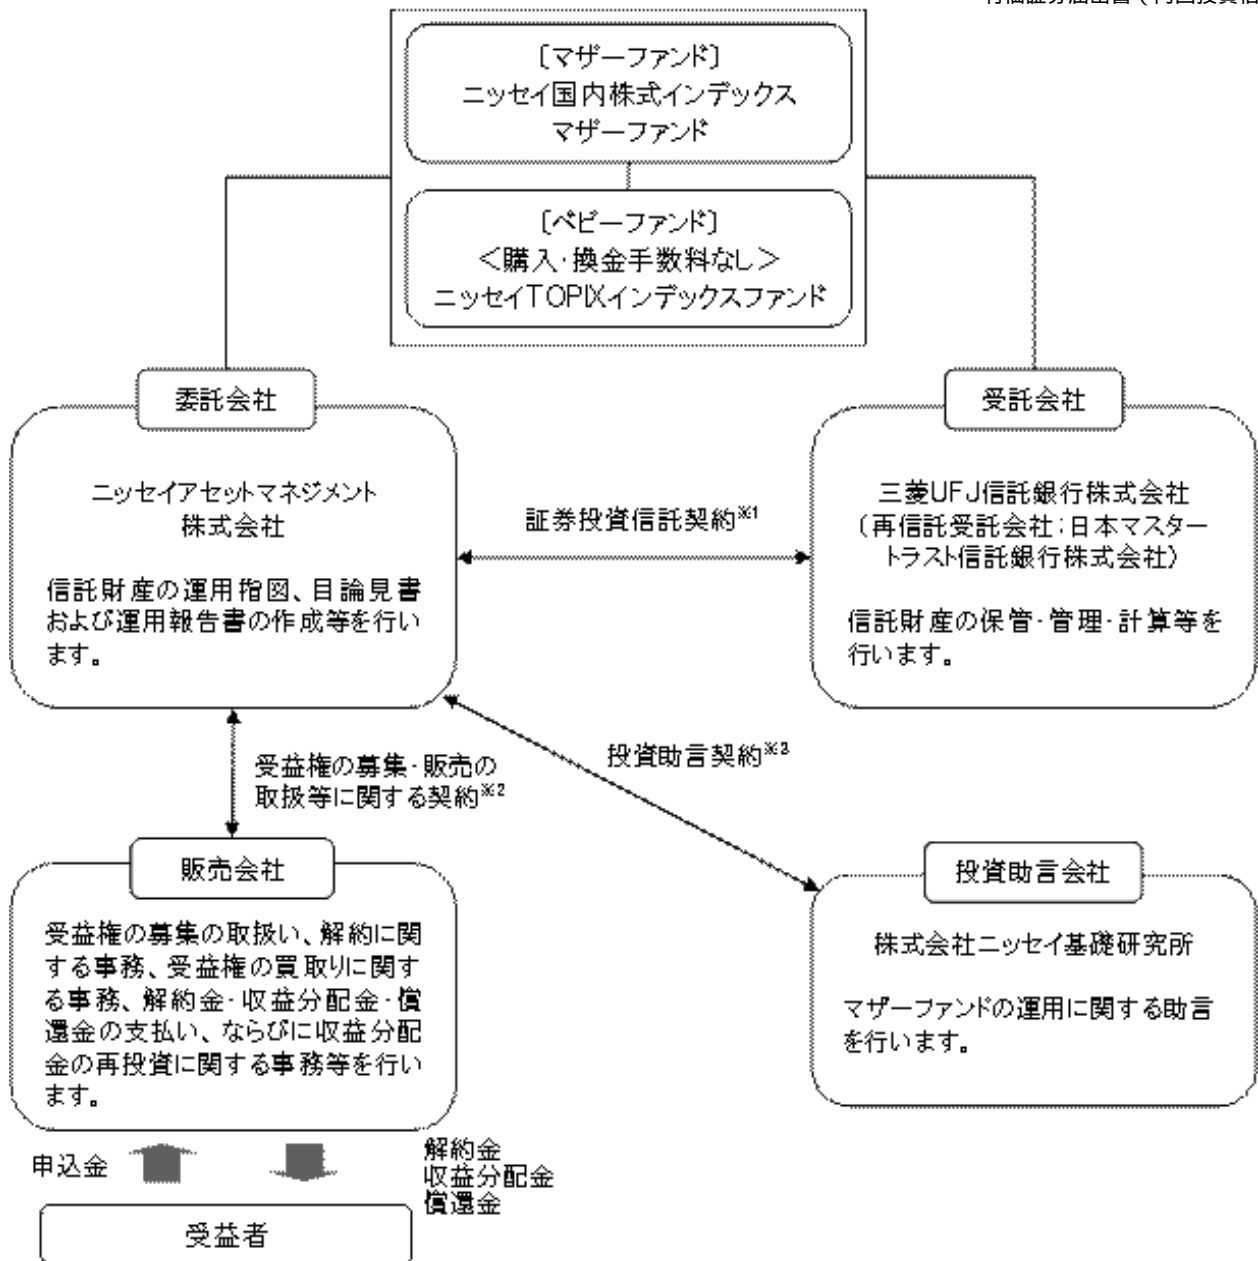 〔マザーファンド〕
ニッセイ国内株式インデックス
マザーファンド
〔ベビーファンド〕
＜購入・換金手数料なし＞
ニッセイTOPIXインデックスファンド
委託会社
ニッセイアセットマネジメント
株式会社
信託財産の運用指図、目論見書
および運用報告書の作成等を行い
ます。
証券投資信託契約※1
受託会社
三菱UFJ信託銀行株式会社
（再信託受託会社：日本マスター
トラスト信託銀行株式会社）
信託財産の保管・管理・計算等を
行います。
受益権の募集・販売の
取扱等に関する契約※2
投資助言契約※3
販売会社
受益権の募集の取扱い、解約に関
する事務、受益権の買取りに関す
る事務、解約金・収益分配金・償
還金の支払い、ならびに収益分配
金の再投資に関する事務等を行い
ます。
投資助言会社
株式会社ニッセイ基礎研究所
マザーファンドの運用に関する助言
を行います。
申込金
解約金
収益分配金
償還金
受益者